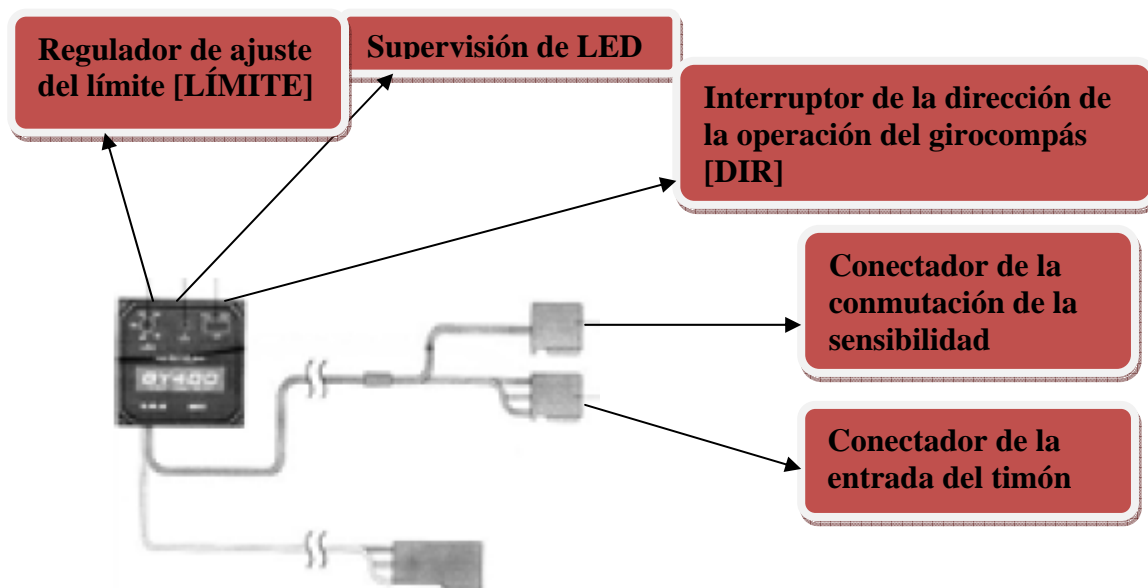 Regulador de ajuste
del límite [LÍMITE]
Supervisión de LED
Interruptor de la dirección de
la operación del girocompás
[DIR]
Conectador de la
conmutación de la
sensibilidad
Conectador de la
entrada del timón
GY400